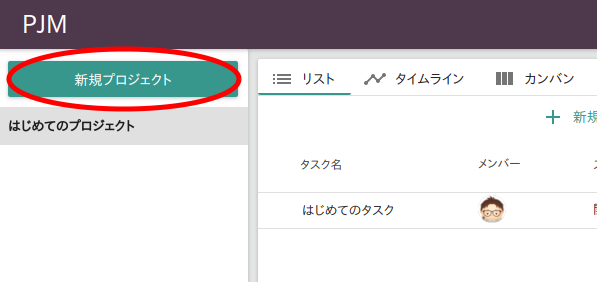 PJM
新規プロジェクト
はじめてのプロジェクト
リスト タイムライン カンバン
新規
タスク名 メンバー
はじめてのタスク